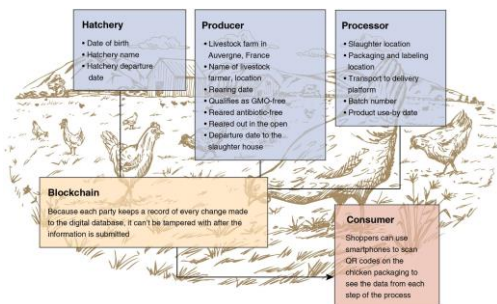 Hatchery
• Date of birth
• Hatchery name
• Hatchery departure
date
Producer
• Livestock farm in
Auvergne, France
• Name of livestock
farmer, location
• Rearing date
• Qualifies as GMO-free
• Reared antibiotic-free
• Reared out in the open
• Departure date to the
slaughter house
Processor
• Slaughter location
• Packaging and labeling
location
• Transport to delivery
platform
• Batch number
• Product use-by date
Blockchain
Because each party keeps a record of every change made
to the digital database, it can't be tampered with after the
information is submitted
Consumer
Shoppers can use
smartphones to scan
QR codes on the
chicken packaging to
see the data from each
step of the process